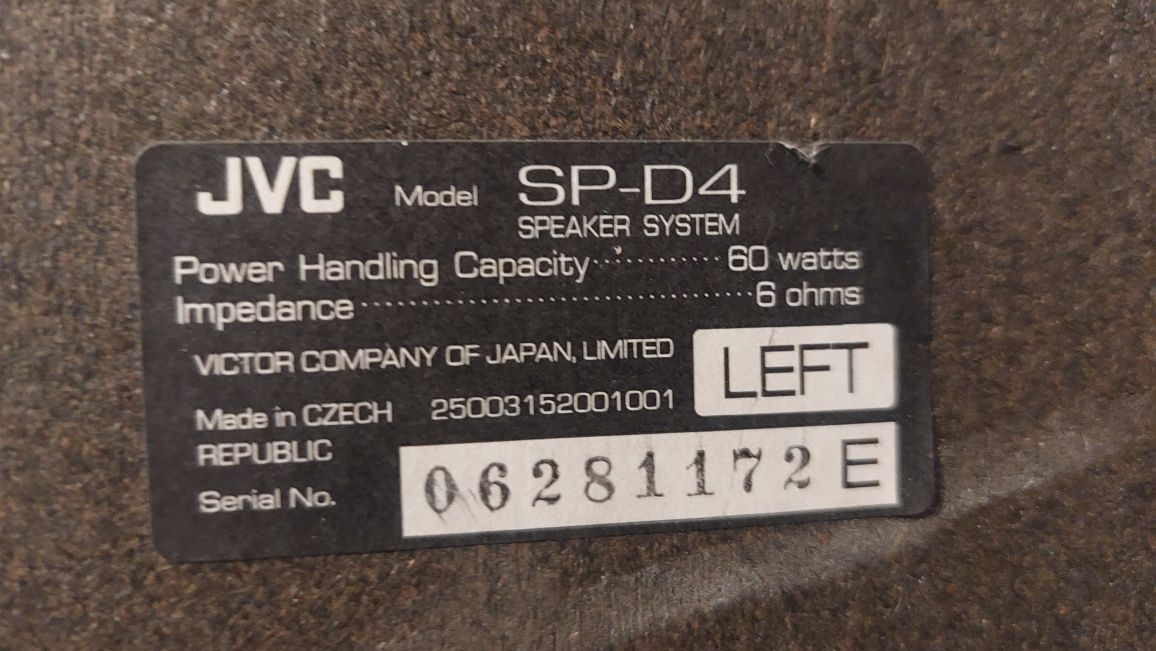 JVC Model SP-D4
SPEAKER SYSTEM
Power Handling Capacity············60 watts
Impedance·····································6 ohms
VICTOR COMPANY OF JAPAN, LIMITED
LEFT
Made in CZECH 25003152001001
REPUBLIC
Serial No. 06281172E